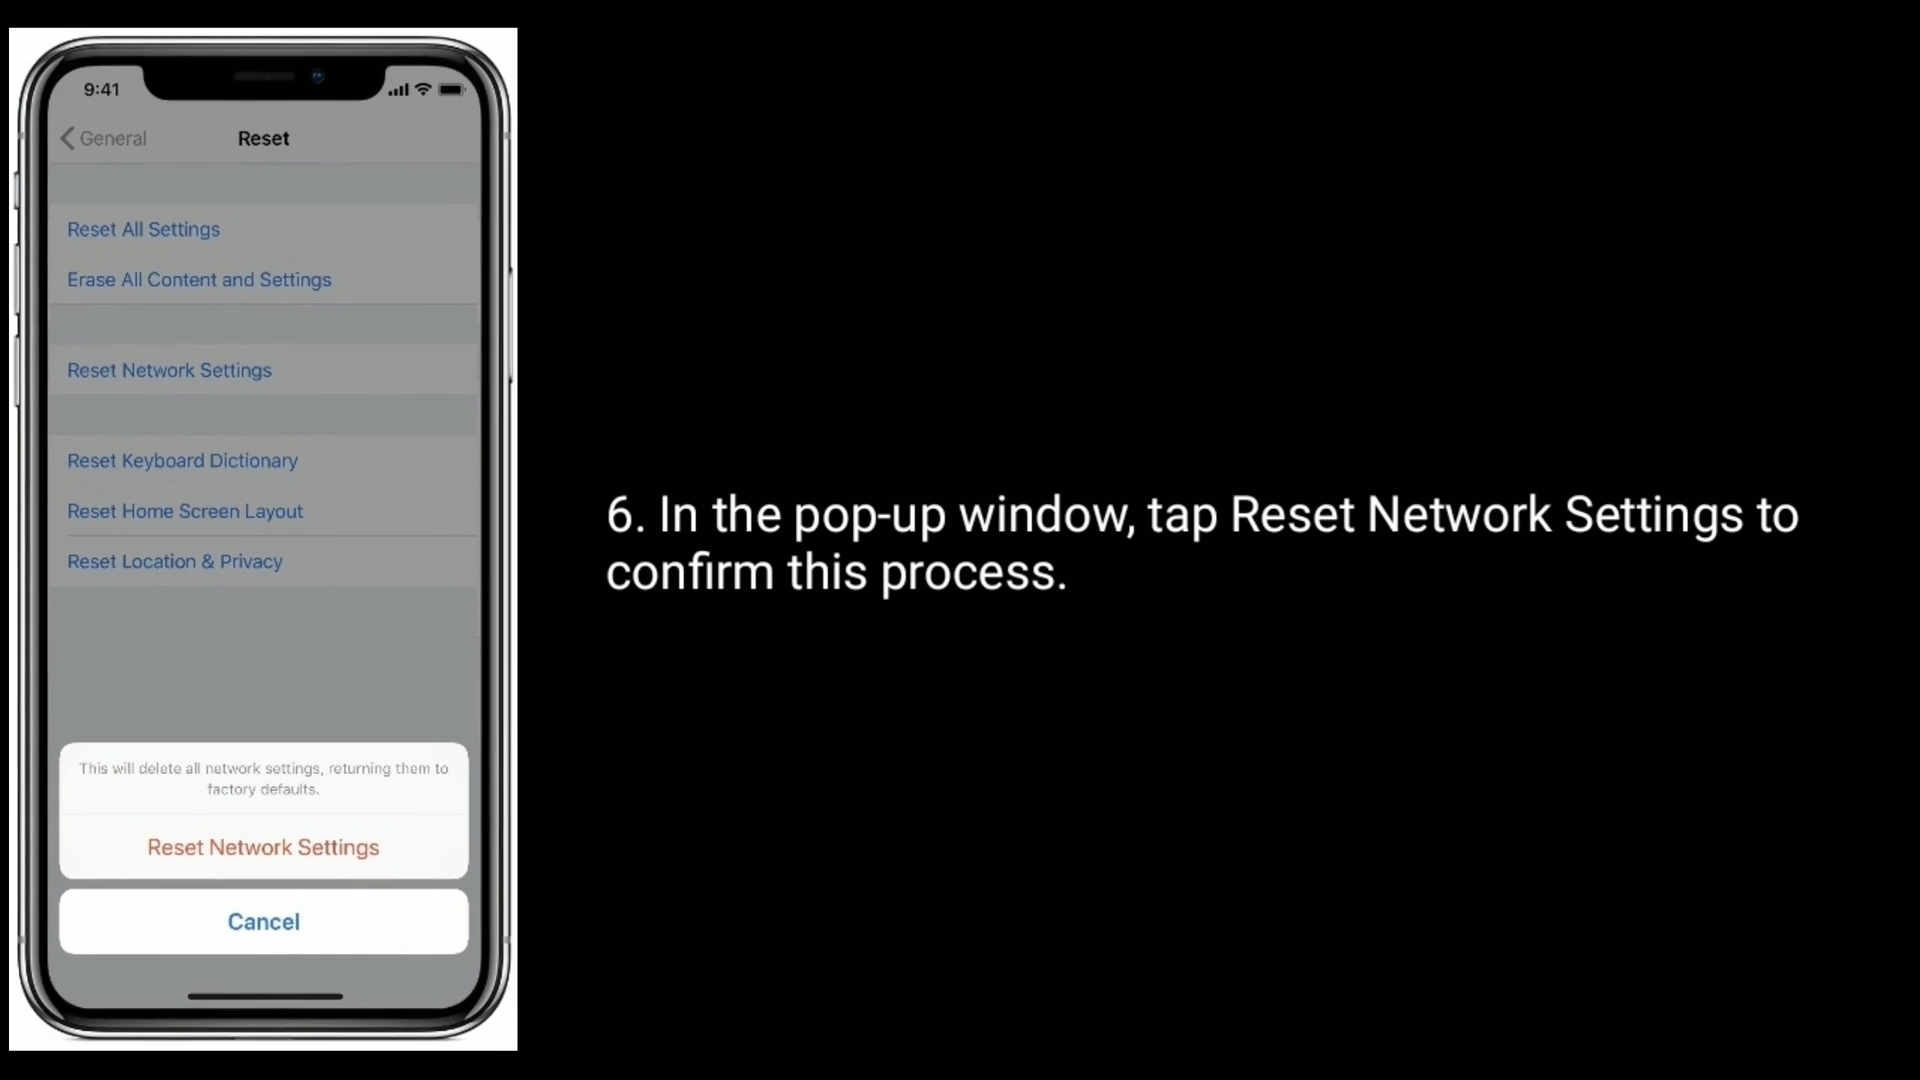 9:41
General
Reset
Reset All Settings
Erase All Content and Settings
Reset Network Settings
Reset Keyboard Dictionary
Reset Home Screen Layout
Reset Location & Privacy
This will delete all network settings, returning them to
factory defaults.
Reset Network Settings
Cancel
6. In the pop-up window, tap Reset Network Settings to
confirm this process.